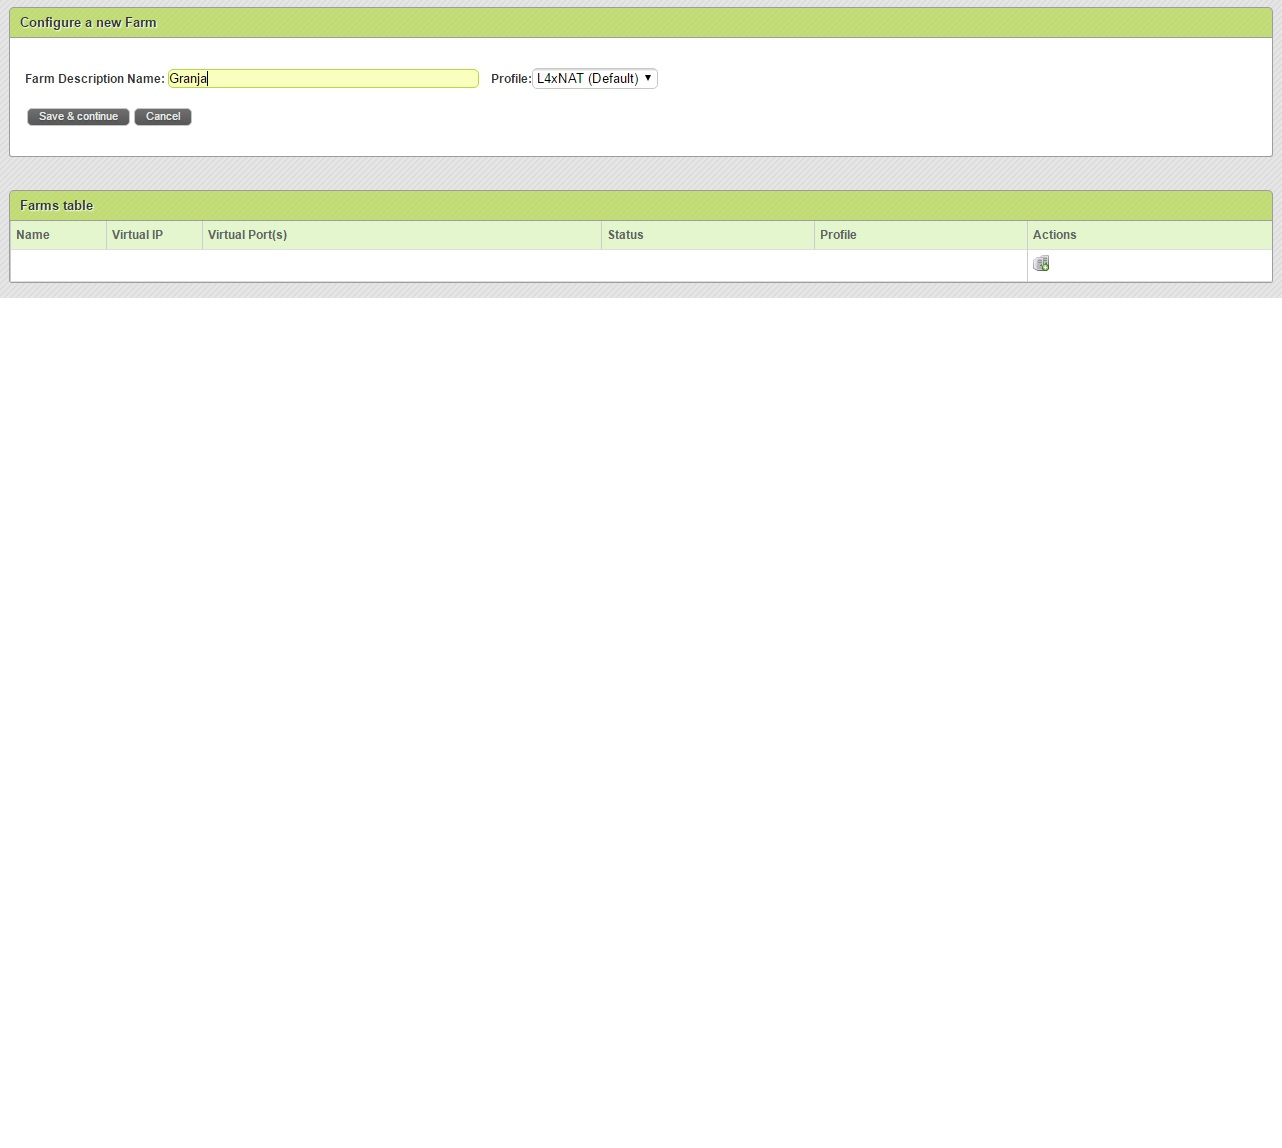 Configure a new Farm
Farm Description Name: Granja Profile: L4xNAT (Default)
Save & continue Cancel
Farms table
Name Virtual IP Virtual Port(s) Status Profile Actions